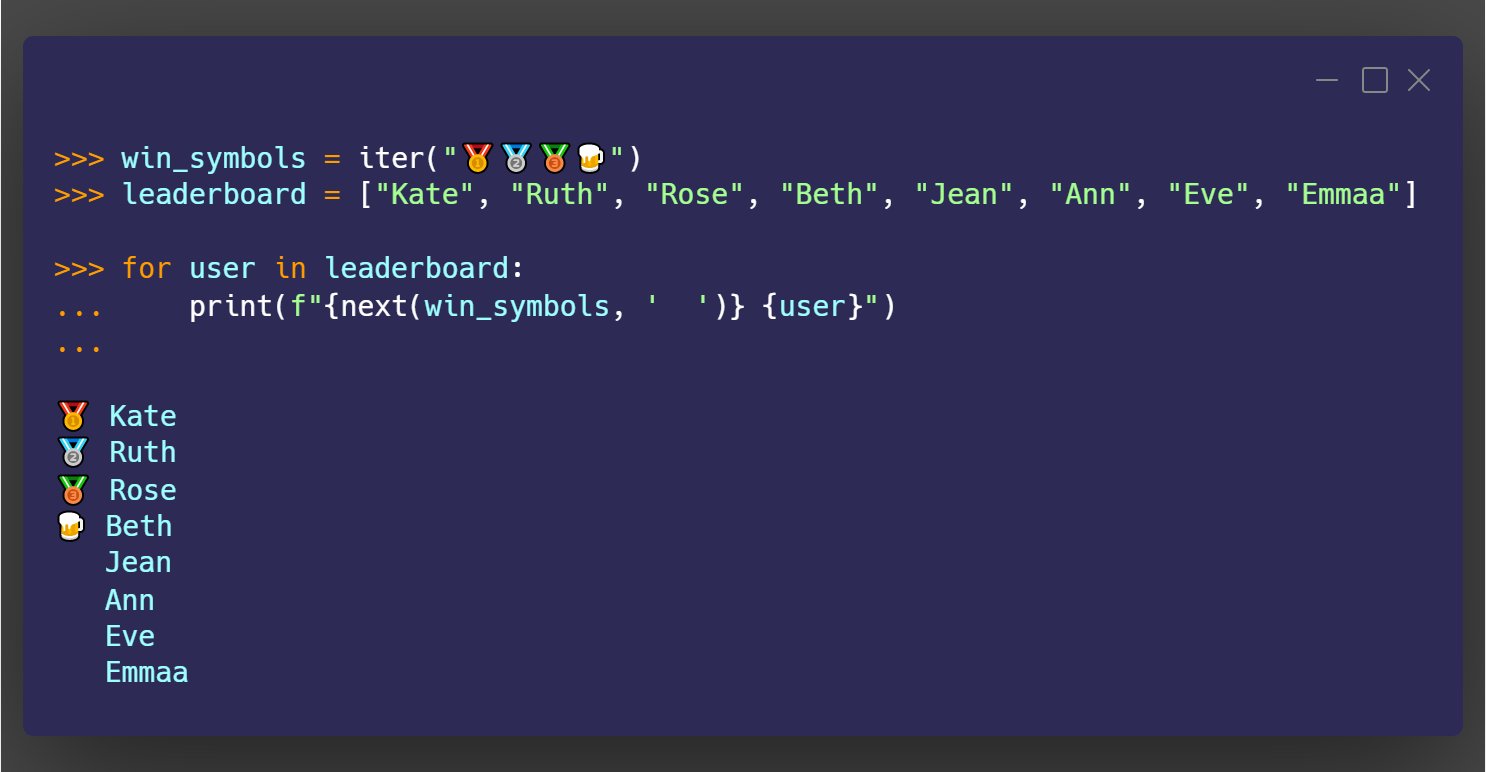 >>> win_symbols = iter("🥇🥈🥉🍺")
>>> leaderboard = ["Kate", "Ruth", "Rose", "Beth", "Jean", "Ann", "Eve", "Emmaa"]
>>> for user in leaderboard:
...     print(f"{next(win_symbols, '  ')} {user}")
...
🥇 Kate
🥈 Ruth
🥉 Rose
🍺 Beth
   Jean
   Ann
   Eve
   Emmaa